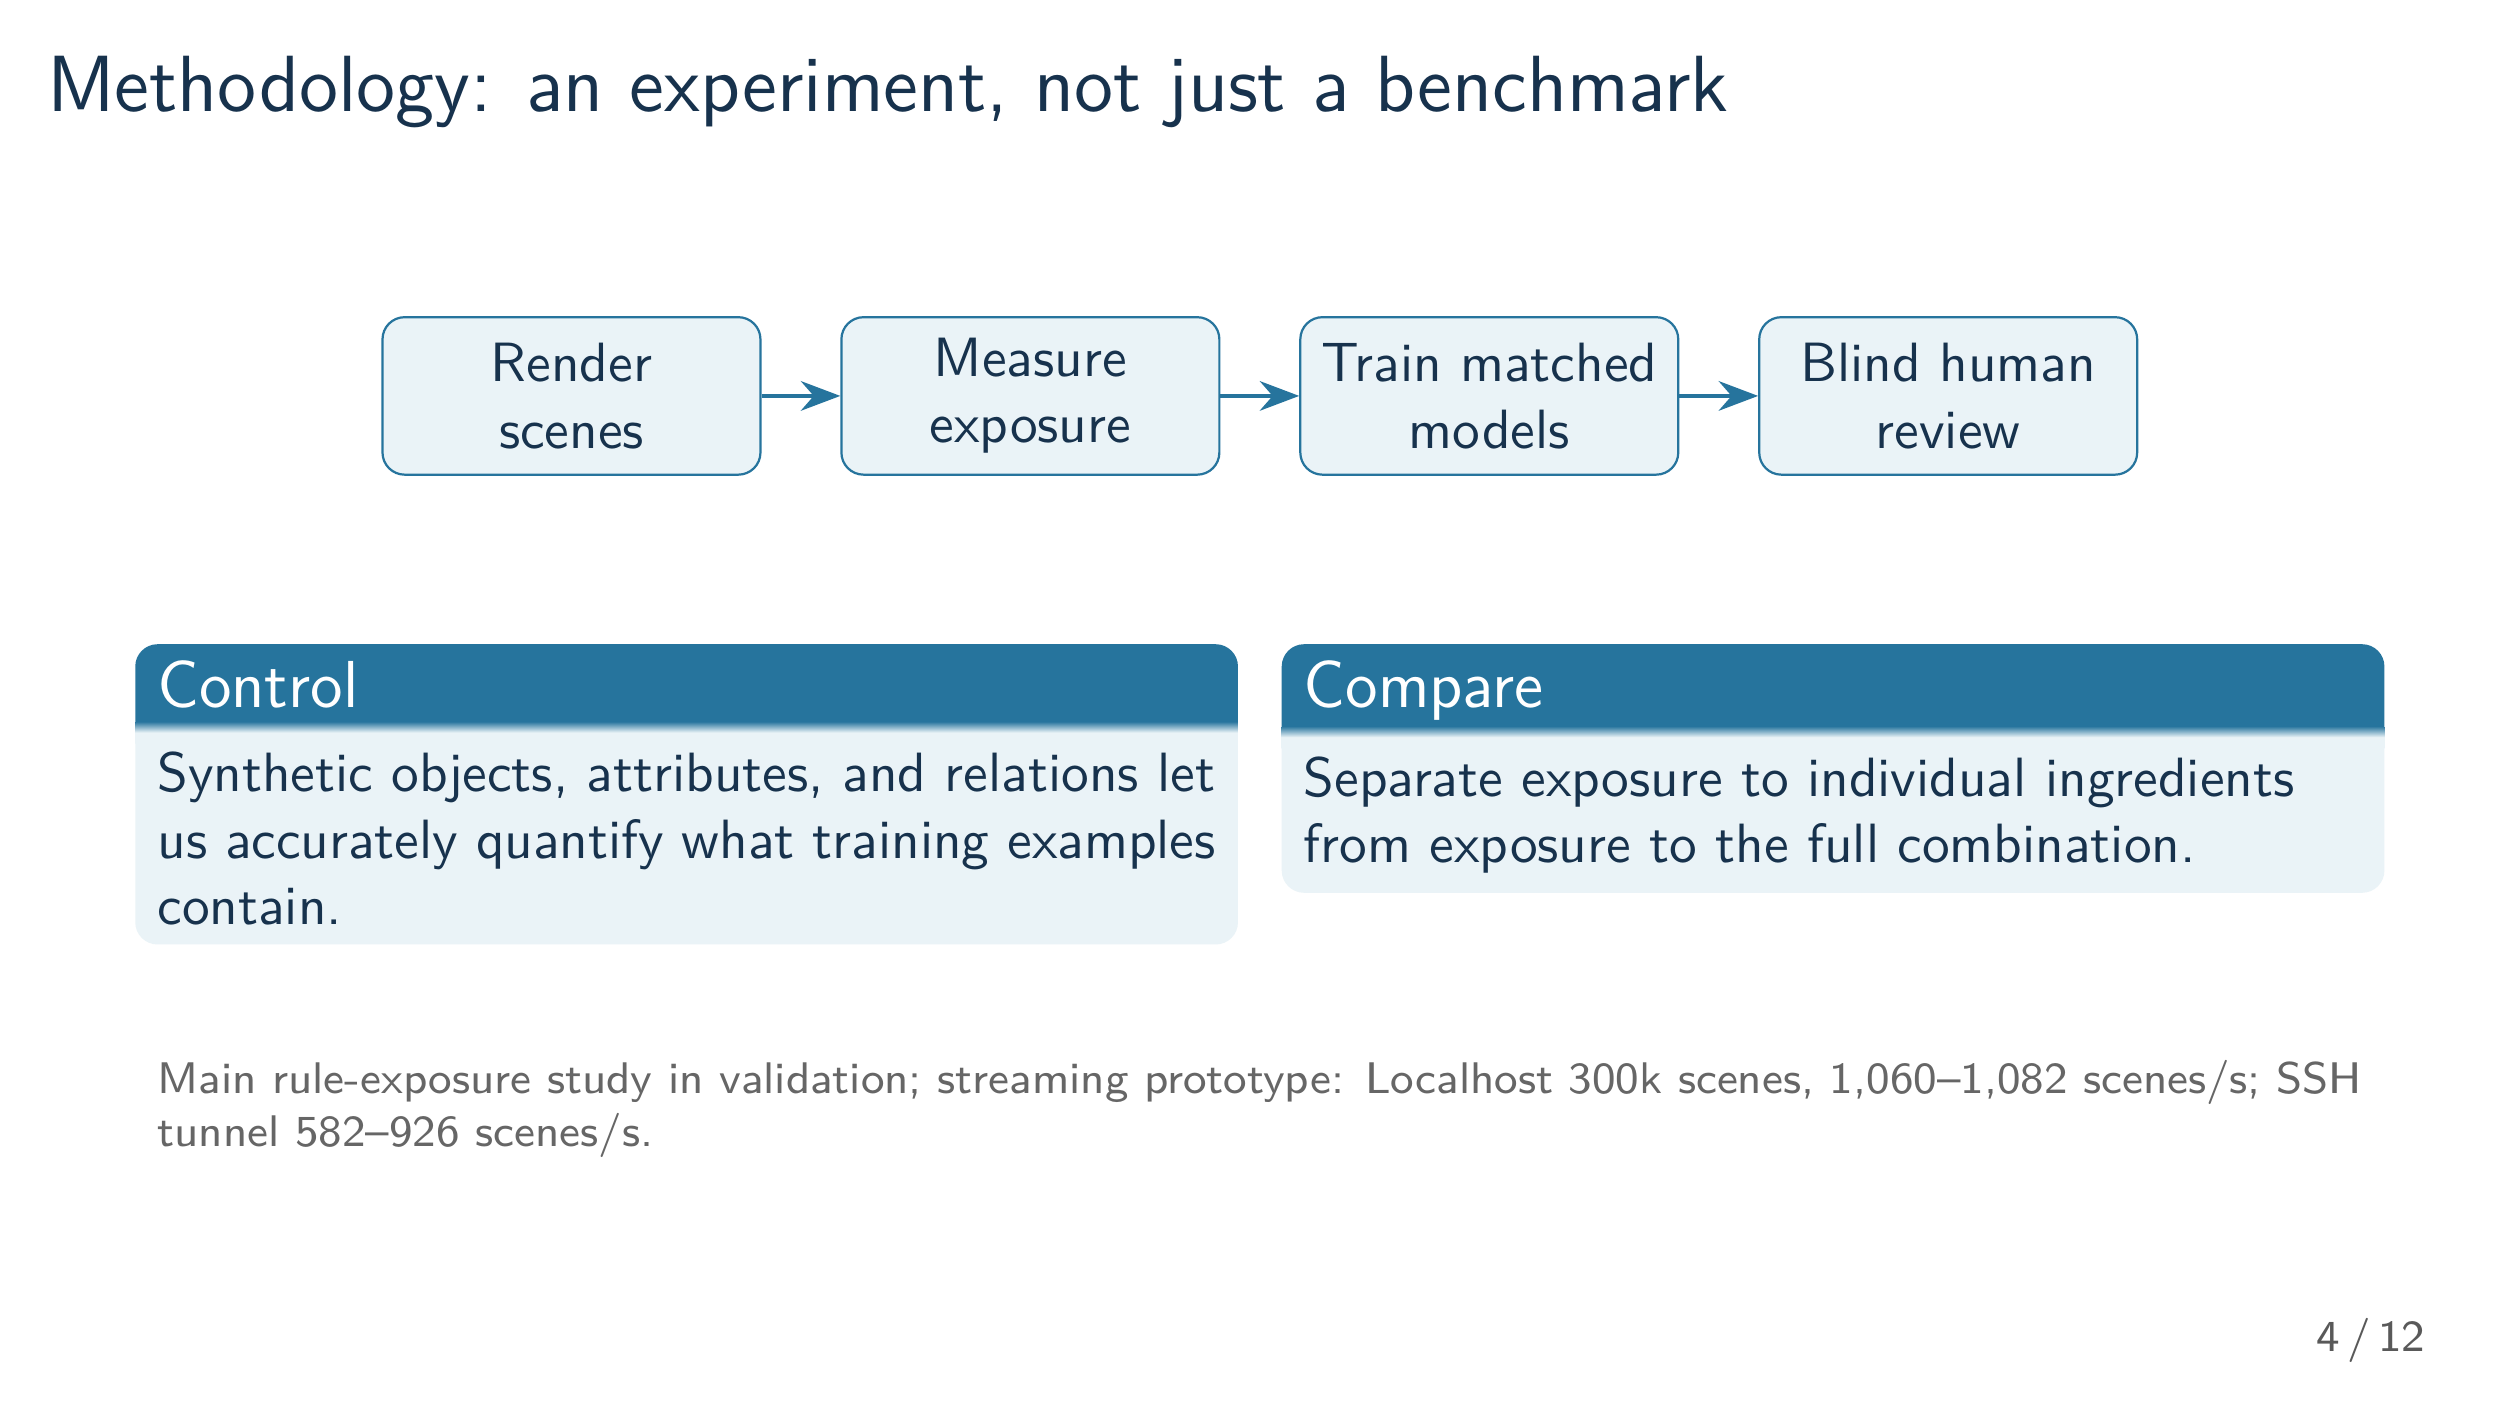 Methodology: an experiment, not just a benchmark
Render
scenes
Measure
exposure
Train matched
models
Blind human
review
Control
Synthetic objects, attributes, and relations let
us accurately quantify what training examples
contain.
Compare
Separate exposure to individual ingredients
from exposure to the full combination.
Main rule-exposure study in validation; streaming prototype: Localhost 300k scenes, 1,060–1,082 scenes/s; SSH
tunnel 582–926 scenes/s.
4 / 12